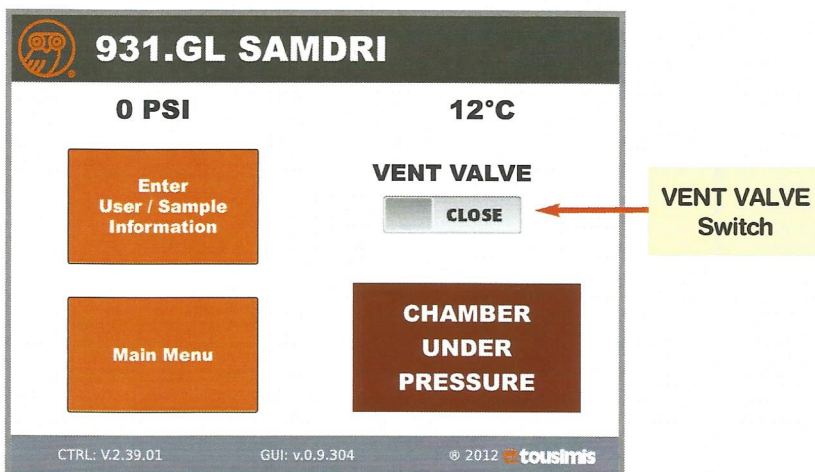 931.GL SAMDRI
0 PSI
12°C
Enter
User / Sample
Information
VENT VALVE
CLOSE
VENT VALVE
Switch
Main Menu
CHAMBER
UNDER
PRESSURE
CTRL: V.2.39.01
GUI: v.0.9.304
® 2012 tousimis